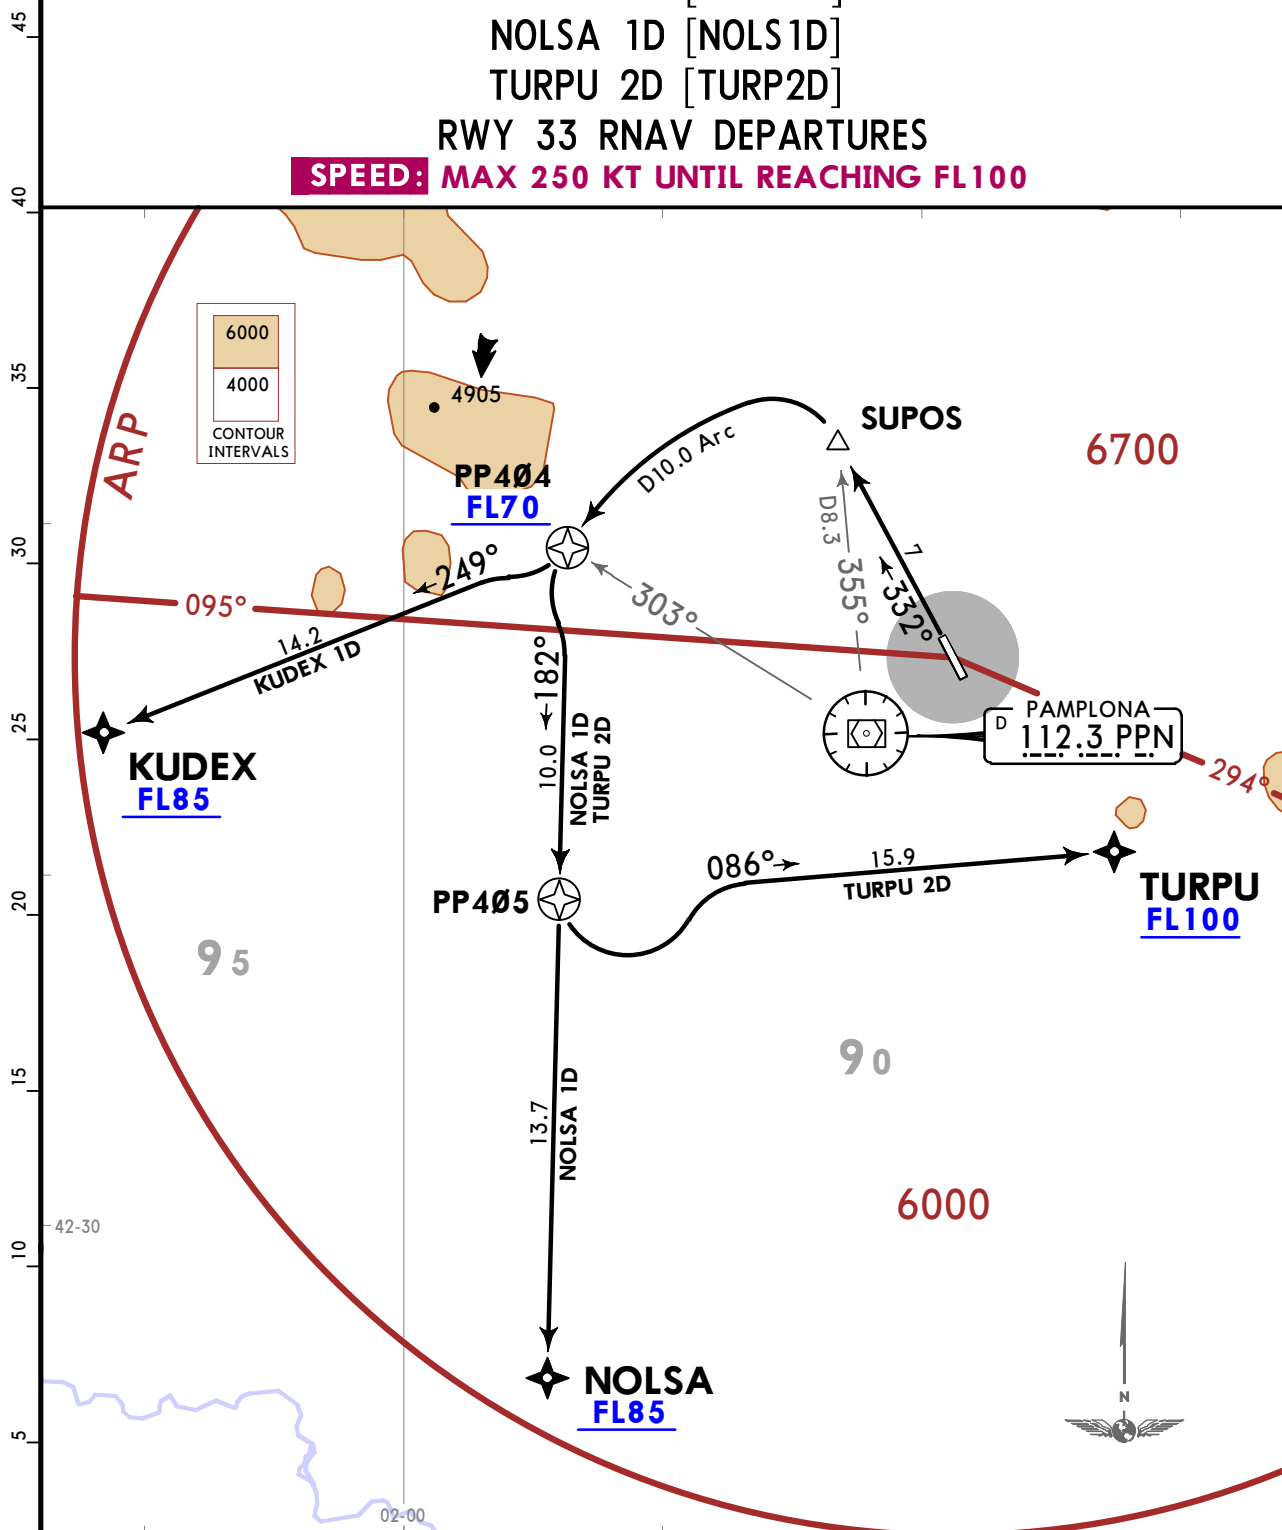 NOLSA 1D [NOLS1D]
TURPU 2D [TURP2D]
RWY 33 RNAV DEPARTURES
SPEED: MAX 250 KT UNTIL REACHING FL100
45
40
35
30
25
20
15
10
5
6000
4000
CONTOUR
INTERVALS
ARP
4905
PP4Ø4
FL70
D10.0 Arc
SUPOS
6700
D8.3
355°
7
332°
303°
249°
095°
14.2
KUDEX 1D
KUDEX
FL85
182°
10.0
NOLSA 1D
TURPU 2D
D
PAMPLONA
112.3 PPN
294°
086°
15.9
TURPU 2D
TURPU
FL100
PP4Ø5
95
90
13.7
NOLSA 1D
6000
42-30
NOLSA
FL85
N
02-00